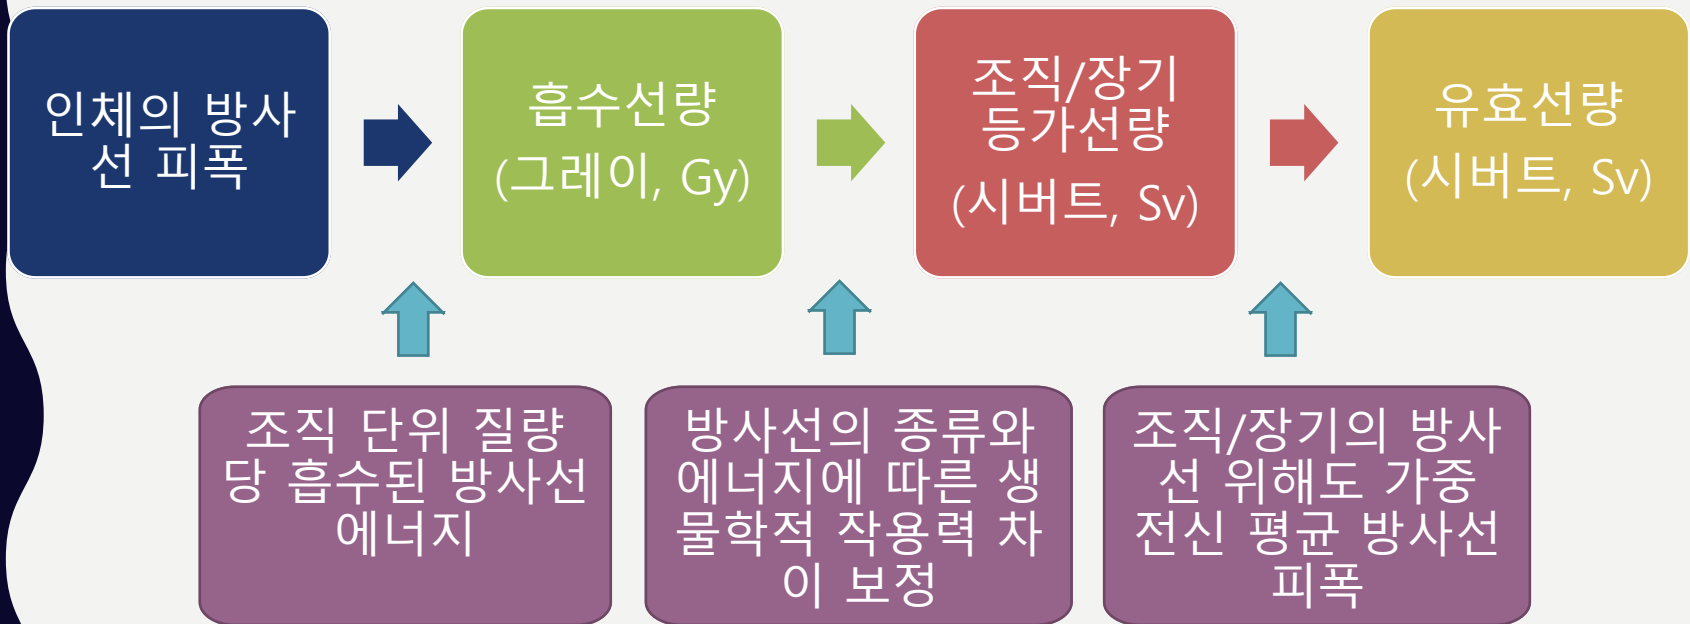 인체의 방사
선 피폭
흡수선량
(그레이, Gy)
조직/장기
등가선량
(시버트, Sv)
유효선량
(시버트, Sv)
조직 단위 질량
당 흡수된 방사선
에너지
방사선의 종류와
에너지에 따른 생
물학적 작용력 차
이 보정
조직/장기의 방사
선 위해도 가중
전신 평균 방사선
피폭